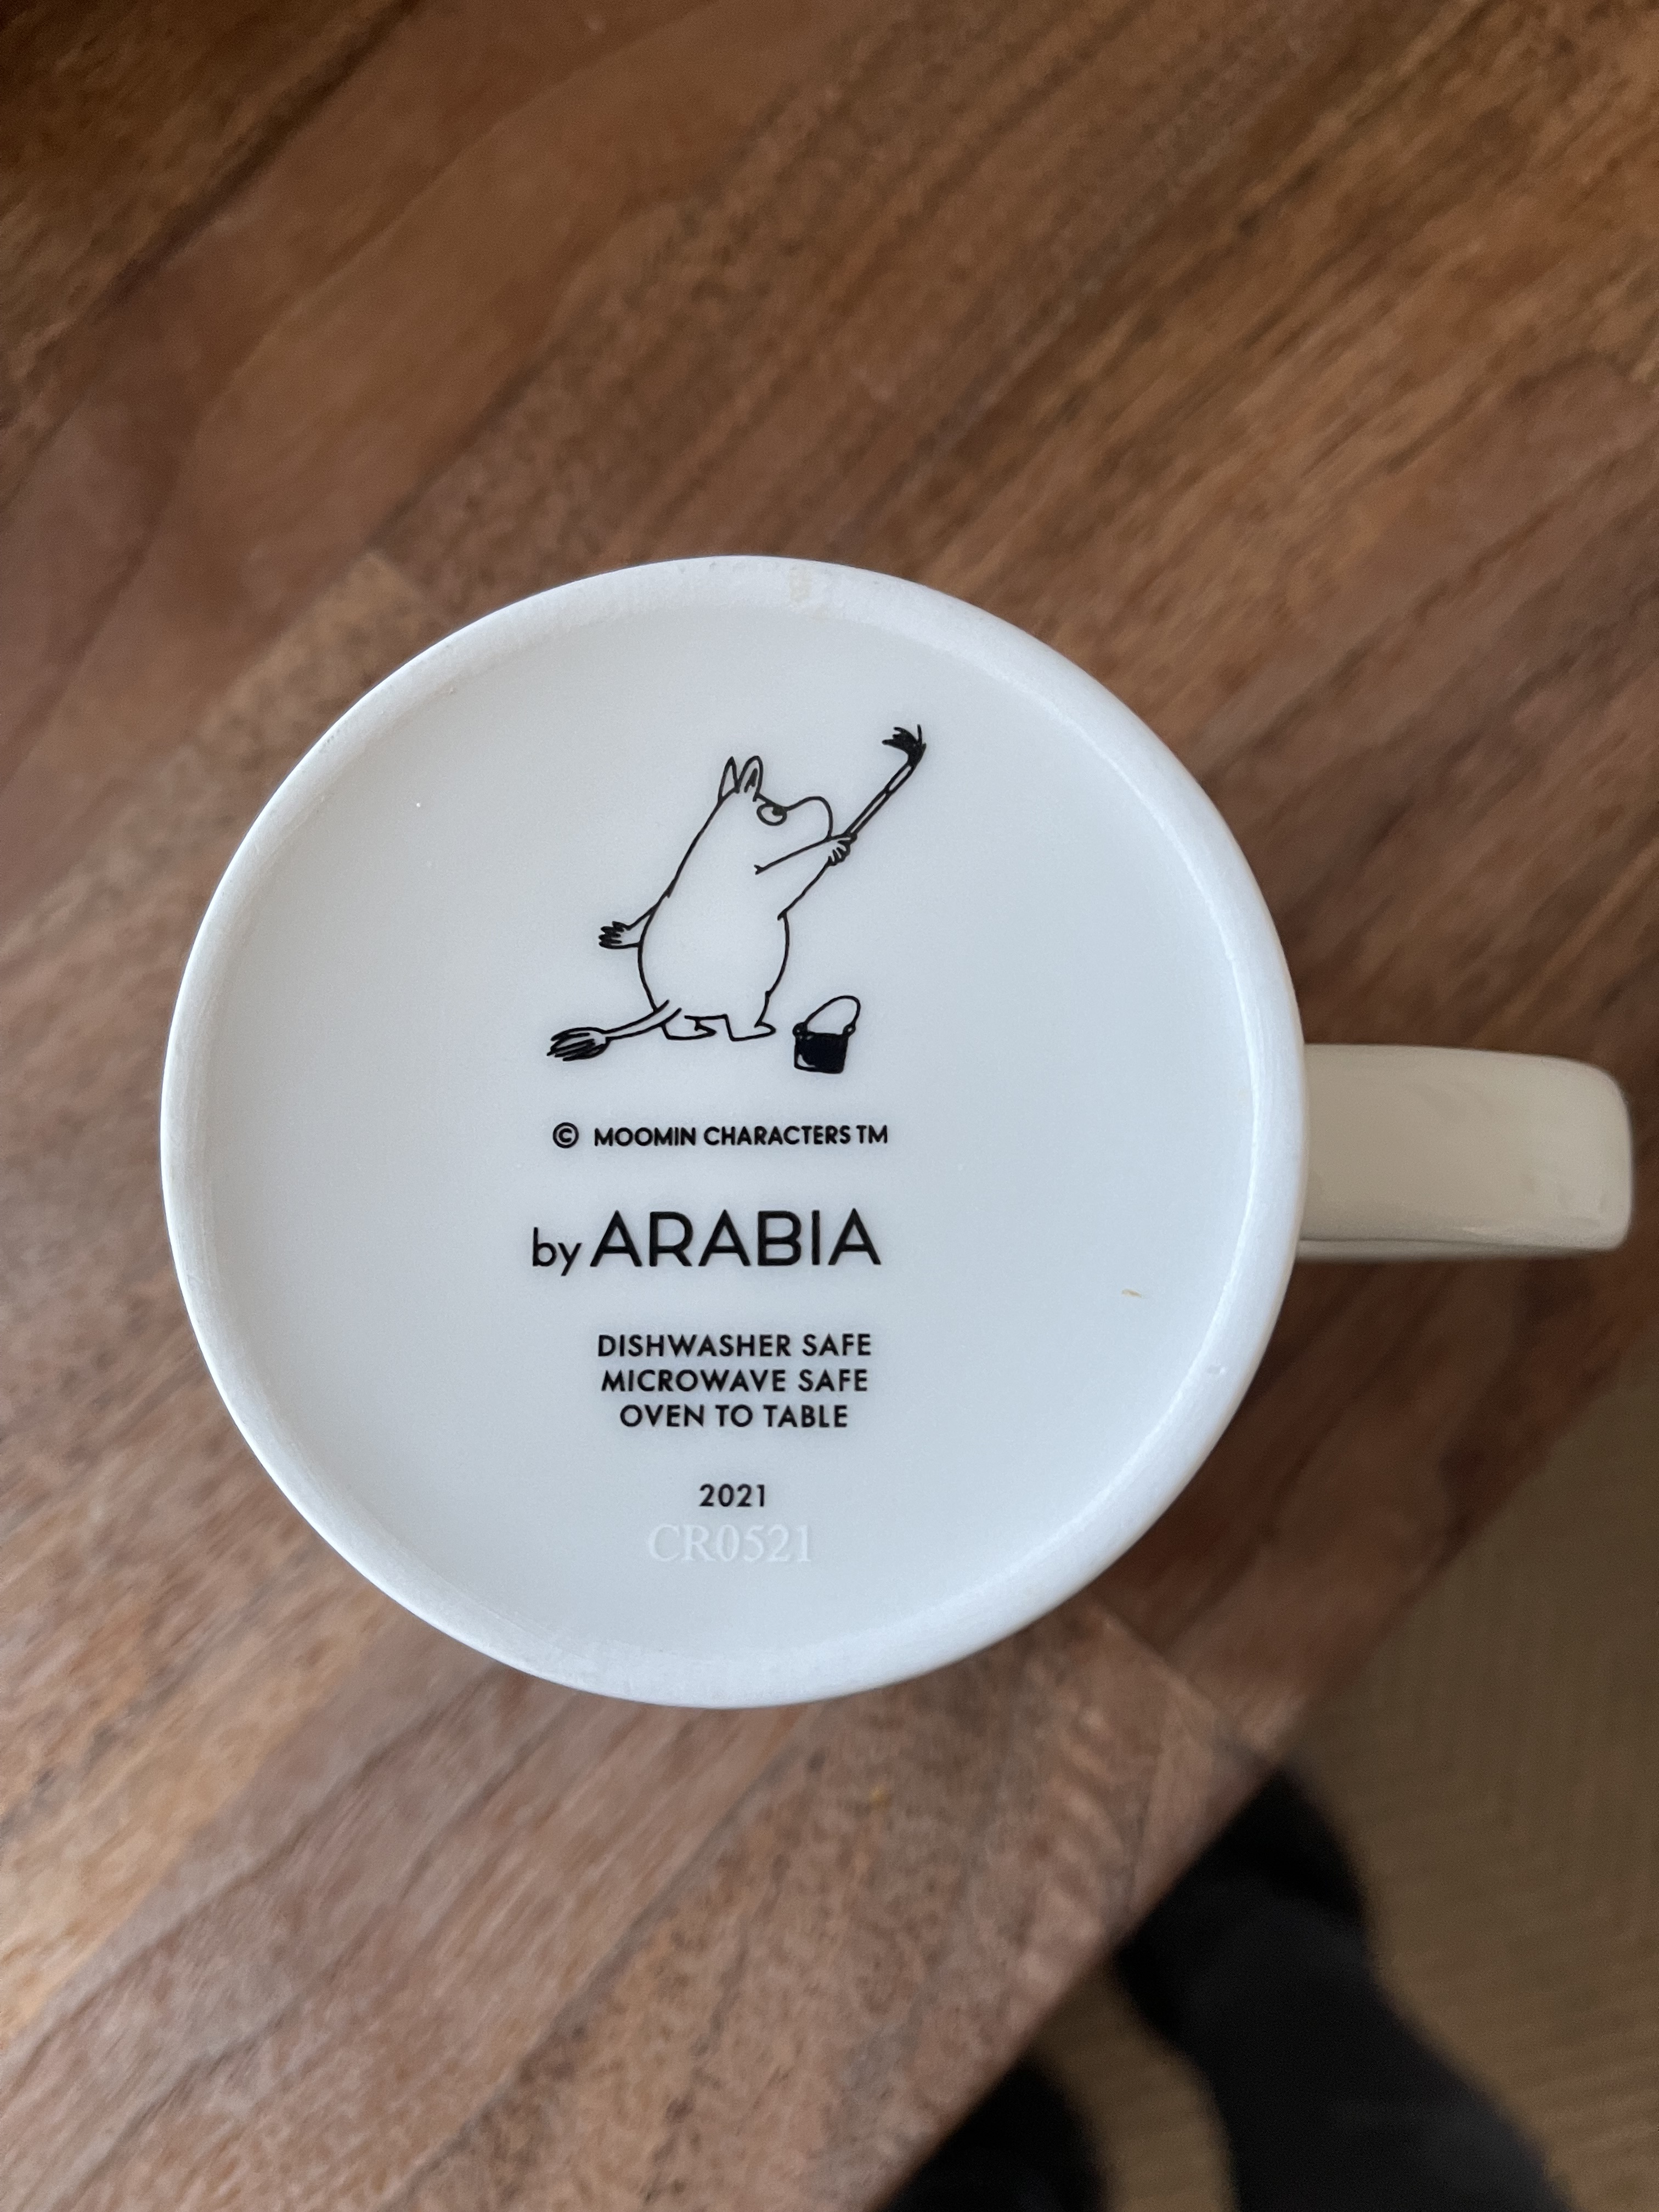 © MOOMIN CHARACTERS TM
by ARABIA
DISHWASHER SAFE
MICROWAVE SAFE
OVEN TO TABLE
2021
CR0521